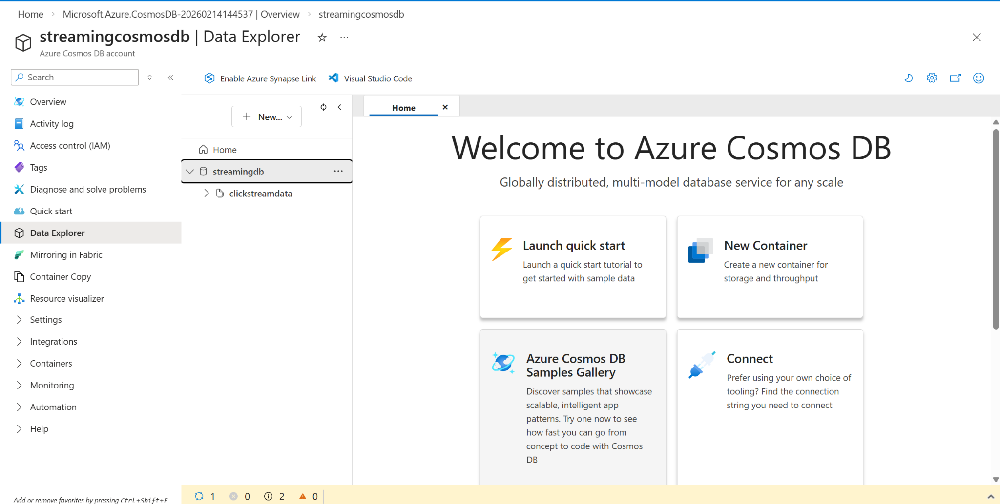 Home > Microsoft.Azure.CosmosDB-20260214144537 | Overview > streamingcosmosdb
streamingcosmosdb | Data Explorer ☆ ...
Azure Cosmos DB account
Search
Overview
Activity log
Access control (IAM)
Tags
Diagnose and solve problems
Quick start
Data Explorer
Mirroring in Fabric
Container Copy
Resource visualizer
Settings
Integrations
Containers
Monitoring
Automation
Help
Add or remove favorites by pressing Ctrl+Shift+F
Enable Azure Synapse Link
Visual Studio Code
+ New...
Home
streamingdb ...
clickstreamdata
Home
Welcome to Azure Cosmos DB
Globally distributed, multi-model database service for any scale
Launch quick start
Launch a quick start tutorial to
get started with sample data
New Container
Create a new container for
storage and throughput
Azure Cosmos DB
Samples Gallery
Discover samples that showcase
scalable, intelligent app
patterns. Try one now to see
how fast you can go from
concept to code with Cosmos
DB
Connect
Prefer using your own choice of
tooling? Find the connection
string you need to connect
1 0 2 0